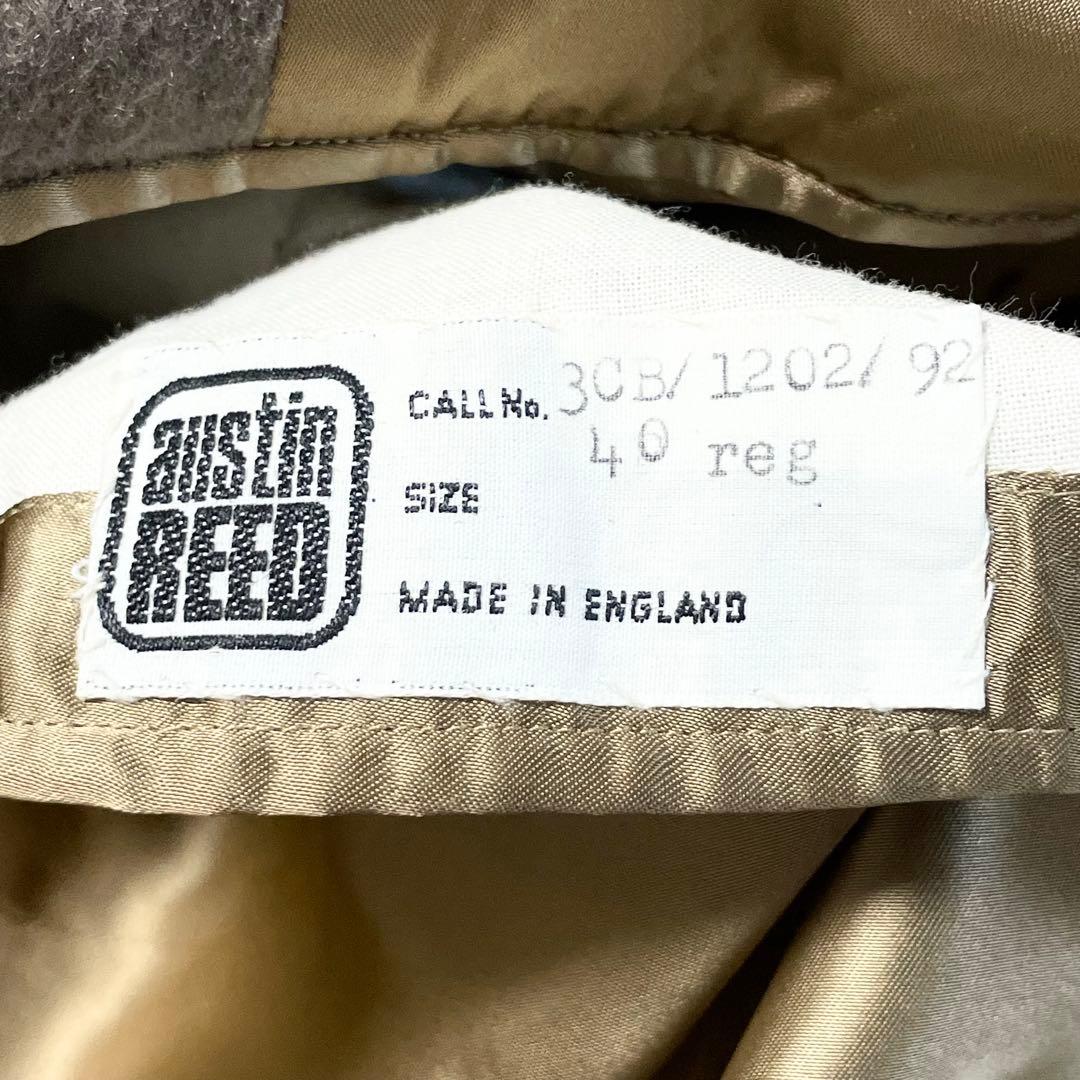 austin
REED
CALL No. 3CB/1202/92
40 reg
SIZE
MADE IN ENGLAND